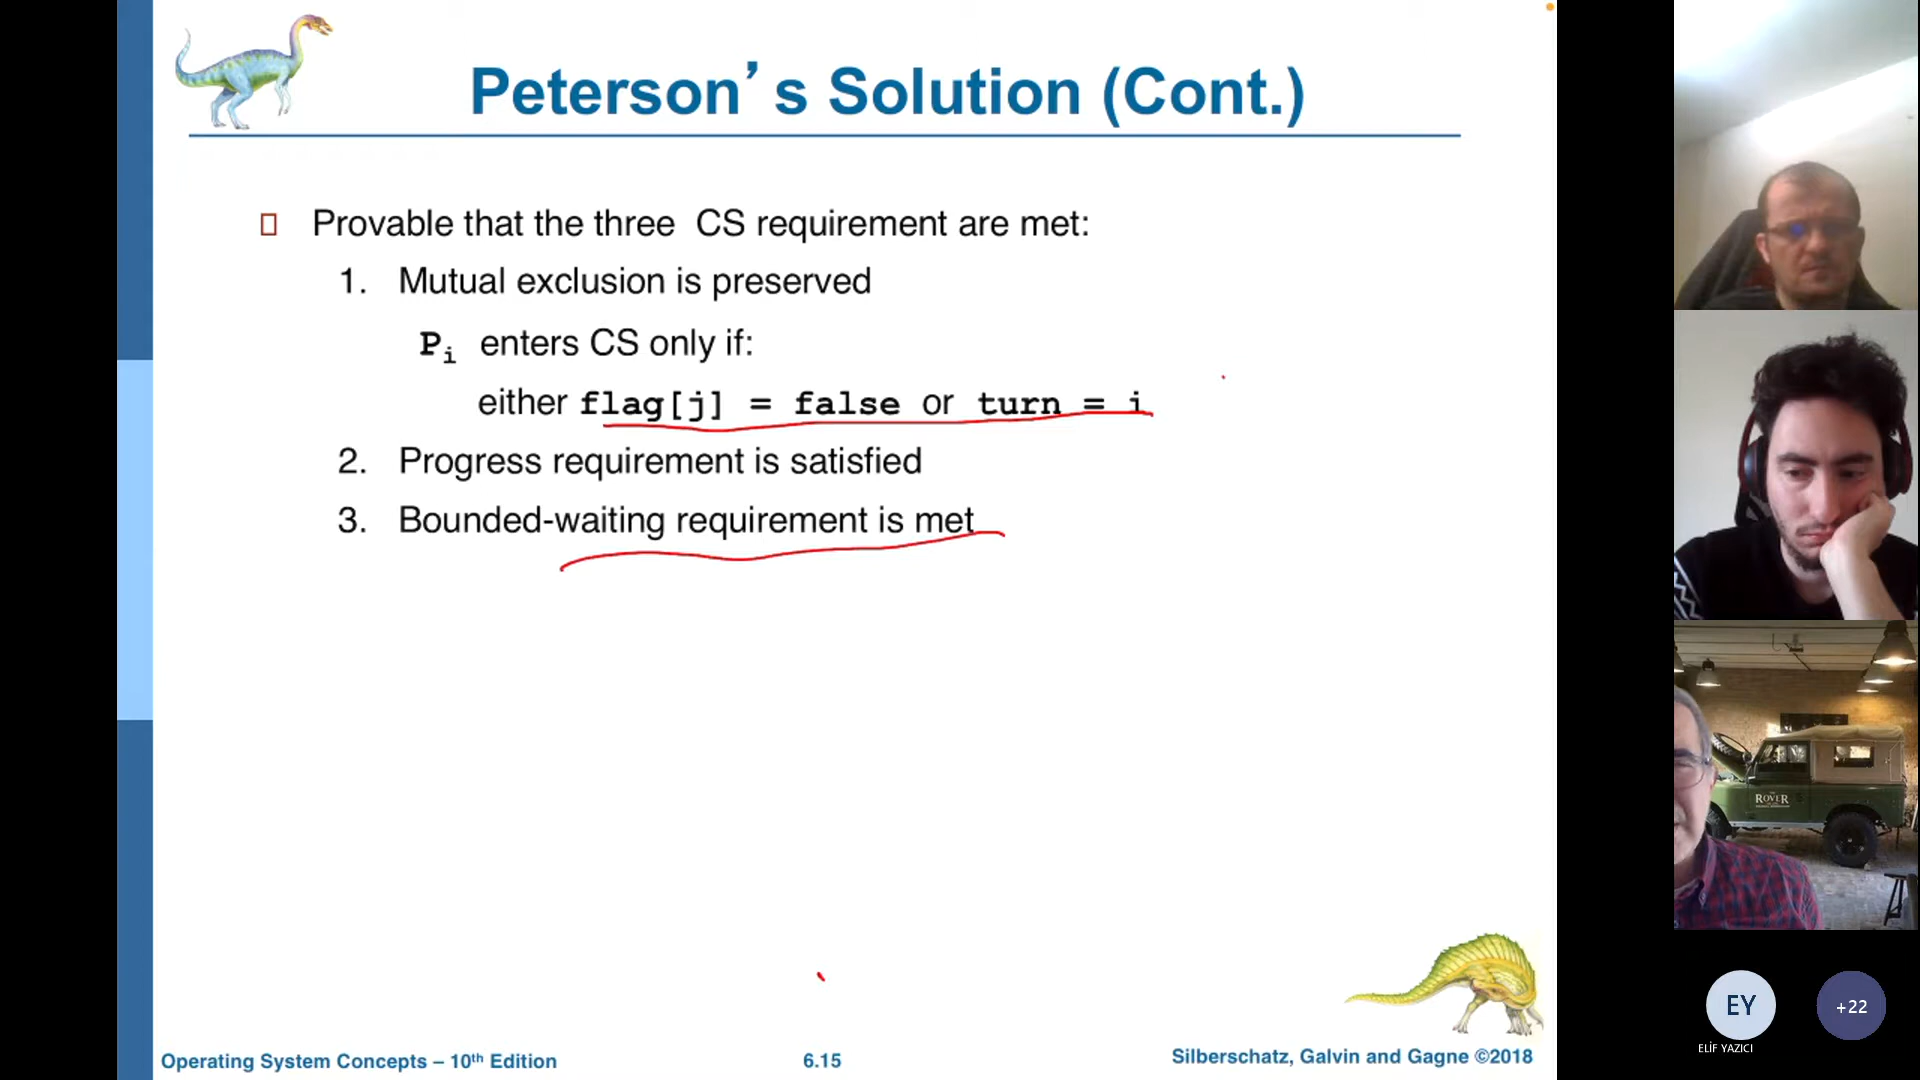 Peterson’s Solution (Cont.)
Provable that the three CS requirement are met:
1. Mutual exclusion is preserved
Pi enters CS only if:
either flag[j] = false or turn = i
2. Progress requirement is satisfied
3. Bounded-waiting requirement is met
Operating System Concepts – 10th Edition
6.15
Silberschatz, Galvin and Gagne ©2018
ROVER
EY
+22
ELİF YAZICI